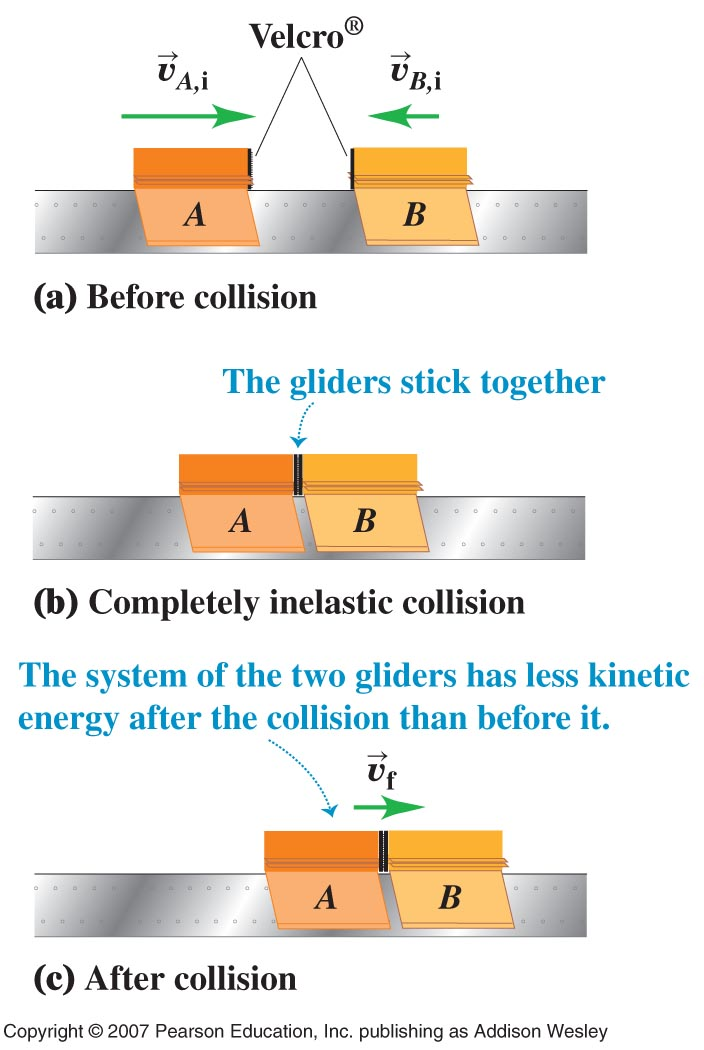 Velcro®
v⃗A,i
v⃗B,i
A
B
(a) Before collision
The gliders stick together
A
B
(b) Completely inelastic collision
The system of the two gliders has less kinetic
energy after the collision than before it.
v⃗f
A
B
(c) After collision
Copyright © 2007 Pearson Education, Inc. publishing as Addison Wesley